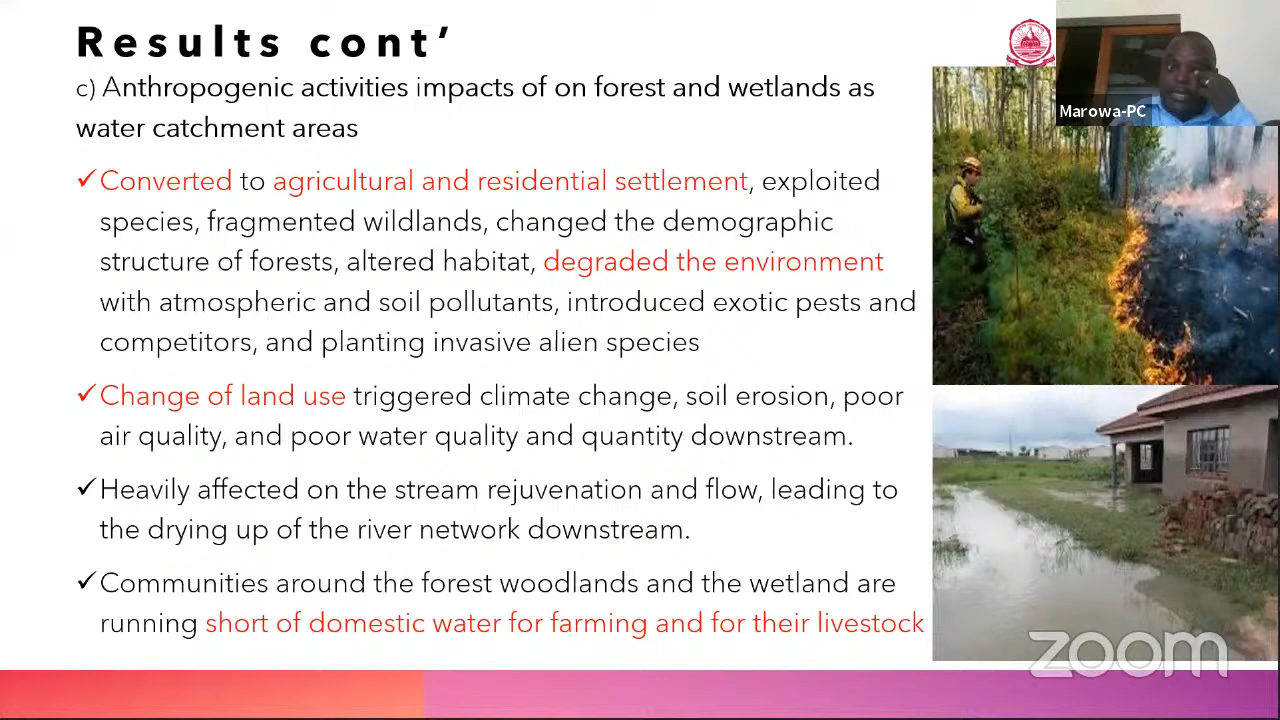 Results cont’
c) Anthropogenic activities impacts of on forest and wetlands as
water catchment areas
✓Converted to agricultural and residential settlement, exploited
species, fragmented wildlands, changed the demographic
structure of forests, altered habitat, degraded the environment
with atmospheric and soil pollutants, introduced exotic pests and
competitors, and planting invasive alien species
✓Change of land use triggered climate change, soil erosion, poor
air quality, and poor water quality and quantity downstream.
✓Heavily affected on the stream rejuvenation and flow, leading to
the drying up of the river network downstream.
✓Communities around the forest woodlands and the wetland are
running short of domestic water for farming and for their livestock
Marowa-PC
zoom